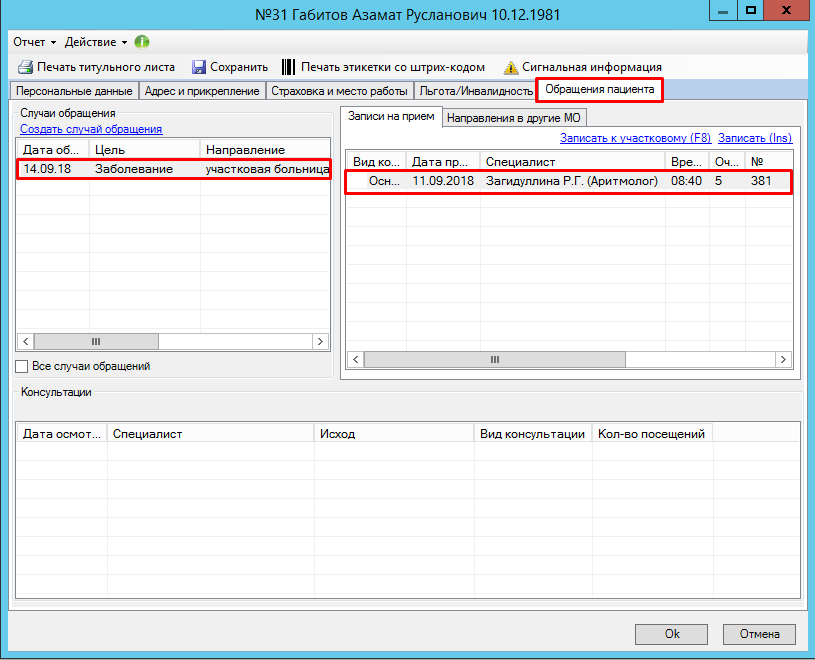 №31 Габитов Азамат Русланович 10.12.1981
Отчет Действие
Печать титульного листа Сохранить Печать этикетки со штрих-кодом Сигнальная информация
Персональные данные Адрес и прикрепление Страховка и место работы Льгота/Инвалидность Обращения пациента
Случаи обращения
Создать случай обращения
Дата об... Цель Направление
14.09.18 Заболевание участковая больница
Все случаи обращений
Записи на прием Направления в другие МО
Записать к участковому (F8) Записать (Ins)
Вид ко... Дата пр... Специалист Вре... Оч... №
Осн... 11.09.2018 Загидуллина Р.Г. (Аритмолог) 08:40 5 381
Консультации
Дата осмот... Специалист Исход Вид консультации Кол-во посещений
Ok Отмена